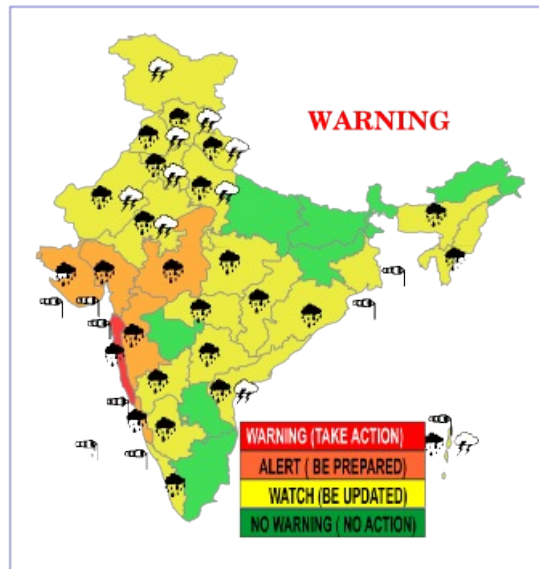 WARNING
WARNING (TAKE ACTION)
ALERT ( BE PREPARED)
WATCH (BE UPDATED)
NO WARNING ( NO ACTION)